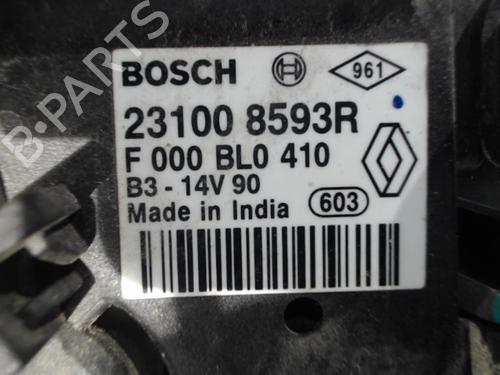 BOSCH 961
23100 8593R
F 000 BL0 410
B3 - 14V 90
Made in India 603
B-PARTS